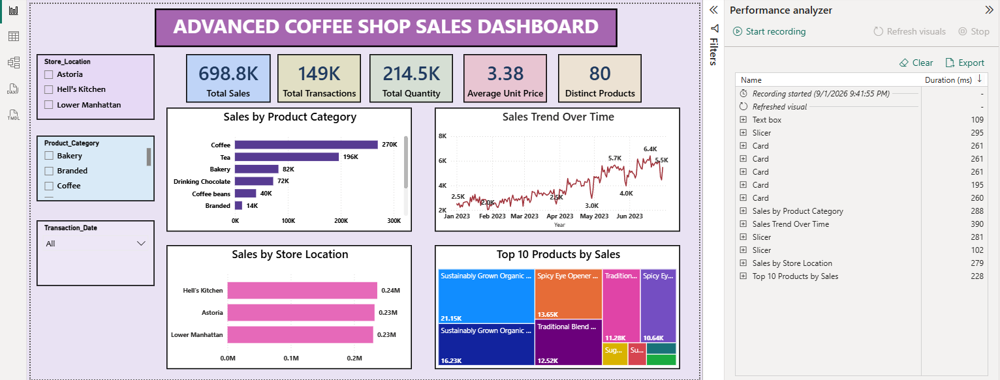 ADVANCED COFFEE SHOP SALES DASHBOARD
Store_Location
Astoria
Hell's Kitchen
Lower Manhattan
Product_Category
Bakery
Branded
Coffee
Transaction_Date
All
698.8K
Total Sales
149K
Total Transactions
214.5K
Total Quantity
3.38
Average Unit Price
80
Distinct Products
Sales by Product Category
Coffee 270K
Tea 196K
Bakery 82K
Drinking Chocolate 72K
Coffee beans 40K
Branded 14K
0K 100K 200K 300K
Sales Trend Over Time
8K
6K
4K
2K
2.5K 2.0K 2.5K 5.7K 3.0K 4.0K 6.4K 5.5K
Jan 2023 Feb 2023 Mar 2023 Apr 2023 May 2023 Jun 2023
Year
Sales by Store Location
Hell's Kitchen 0.24M
Astoria 0.23M
Lower Manhattan 0.23M
0.0M 0.1M 0.2M
Top 10 Products by Sales
Sustainably Grown Organic ...
21.15K
Sustainably Grown Organic ...
16.23K
Spicy Eye Opener ...
13.65K
Traditional Blend ...
12.52K
Tradition...
11.28K
Spicy Ey...
10.64K
Sug...
Su...
Filters
Performance analyzer
Start recording
Refresh visuals
Stop
Clear
Export
Name Duration (ms)
Recording started (9/1/2026 9:41:55 PM) -
Refreshed visual -
Text box 109
Slicer 295
Card 261
Card 261
Card 261
Card 195
Card 260
Sales by Product Category 288
Sales Trend Over Time 390
Slicer 281
Slicer 102
Sales by Store Location 279
Top 10 Products by Sales 228
DAX
TMDL